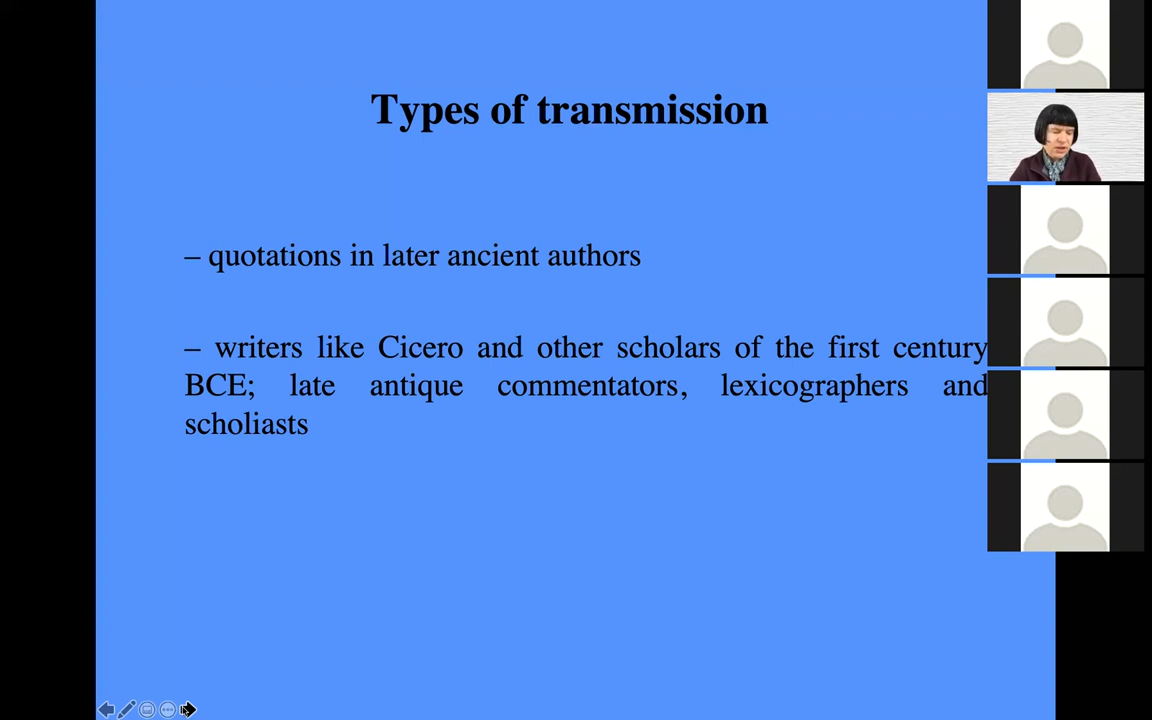 Types of transmission
– quotations in later ancient authors
– writers like Cicero and other scholars of the first century
BCE; late antique commentators, lexicographers and
scholiasts